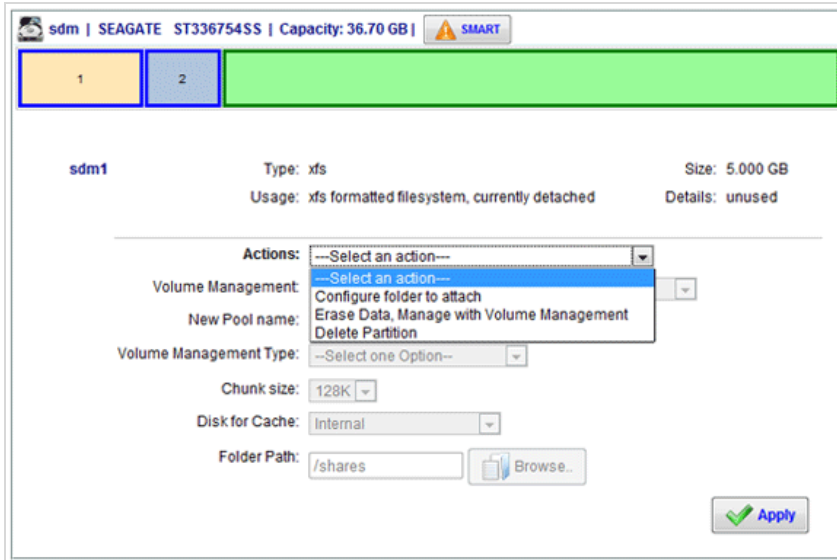 sdm | SEAGATE ST336754SS | Capacity: 36.70 GB | SMART
1 2
sdm1 Type: xfs Size: 5.000 GB
Usage: xfs formatted filesystem, currently detached Details: unused
Actions: ---Select an action---
---Select an action---
Volume Management:
Configure folder to attach
Erase Data, Manage with Volume Management
New Pool name:
Delete Partition
Volume Management Type: --Select one Option--
Chunk size: 128K
Disk for Cache: Internal
Folder Path: /shares Browse..
Apply